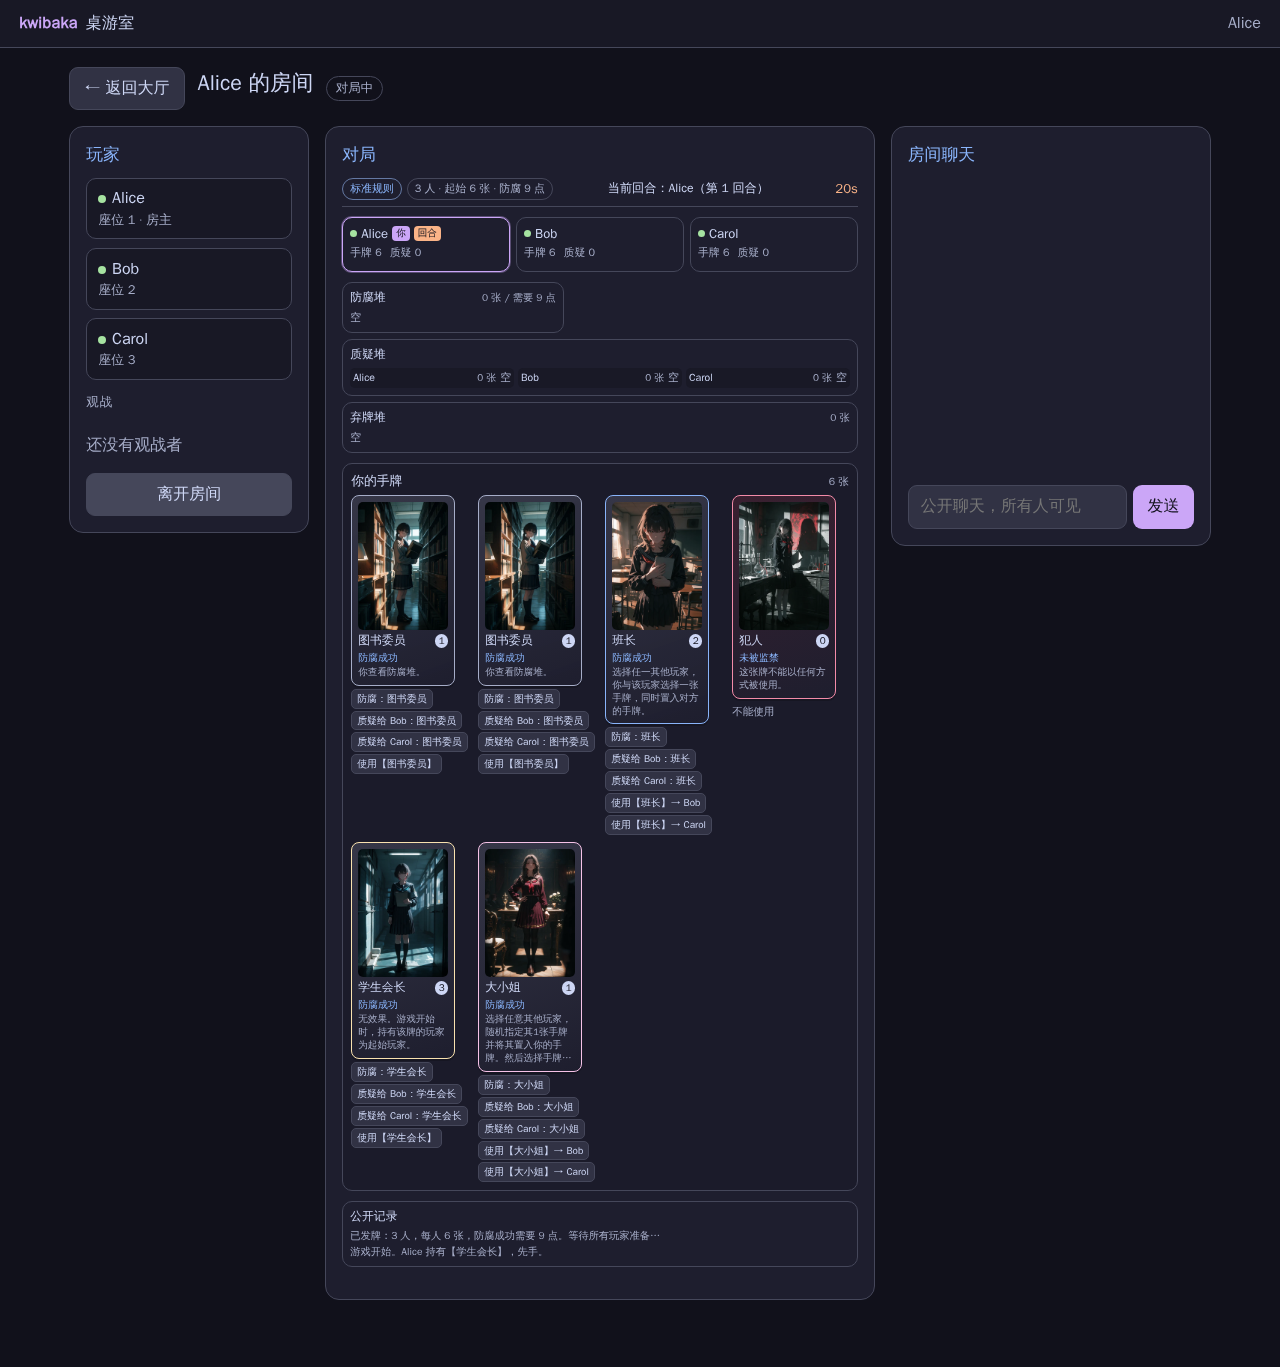 kwibaka 桌游室
Alice
← 返回大厅
Alice 的房间
对局中
玩家
Alice
座位 1 · 房主
Bob
座位 2
Carol
座位 3
观战
还没有观战者
离开房间
对局
标准规则
3 人 · 起始 6 张 · 防腐 9 点
当前回合：Alice（第 1 回合）
20s
Alice 你 回合
手牌 6 质疑 0
Bob
手牌 6 质疑 0
Carol
手牌 6 质疑 0
防腐堆
0 张 / 需要 9 点
空
质疑堆
Alice 0 张 空
Bob 0 张 空
Carol 0 张 空
弃牌堆
0 张
空
你的手牌
6 张
图书委员 1
防腐成功
你查看防腐堆。
防腐：图书委员
质疑给 Bob：图书委员
质疑给 Carol：图书委员
使用【图书委员】
图书委员 1
防腐成功
你查看防腐堆。
防腐：图书委员
质疑给 Bob：图书委员
质疑给 Carol：图书委员
使用【图书委员】
班长 2
防腐成功
选择任一其他玩家，
你与该玩家选择一张
手牌，同时置入对方
的手牌。
防腐：班长
质疑给 Bob：班长
质疑给 Carol：班长
使用【班长】→ Bob
使用【班长】→ Carol
犯人 0
未被监禁
这张牌不能以任何方
式被使用。
不能使用
学生会长 3
防腐成功
无效果。游戏开始
时，持有该牌的玩家
为起始玩家。
防腐：学生会长
质疑给 Bob：学生会长
质疑给 Carol：学生会长
使用【学生会长】
大小姐 1
防腐成功
选择任意其他玩家，
随机指定其1张手牌
并将其置入你的手
牌。然后选择手牌…
防腐：大小姐
质疑给 Bob：大小姐
质疑给 Carol：大小姐
使用【大小姐】→ Bob
使用【大小姐】→ Carol
公开记录
已发牌：3 人，每人 6 张，防腐成功需要 9 点。等待所有玩家准备…
游戏开始。Alice 持有【学生会长】，先手。
房间聊天
公开聊天，所有人可见
发送